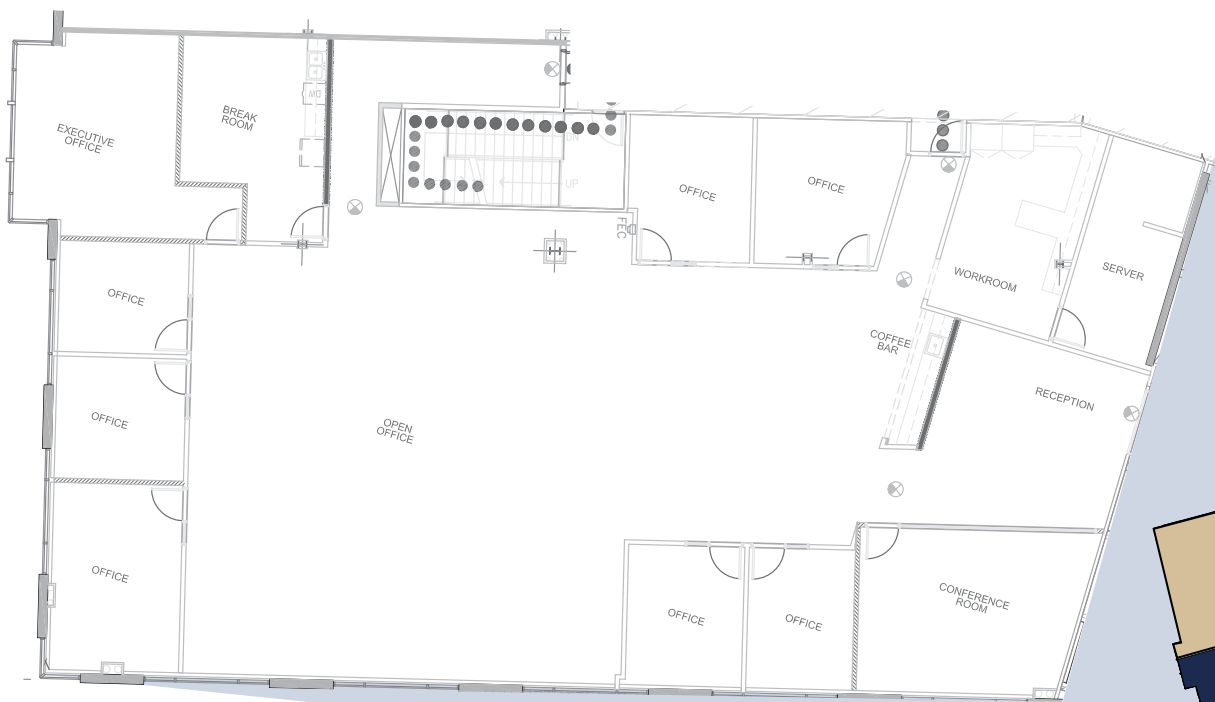 EXECUTIVE
OFFICE
BREAK
ROOM
DW
DN
UP
OFFICE
OFFICE
FEC
WORKROOM
SERVER
OFFICE
COFFEE
BAR
RECEPTION
OFFICE
OPEN
OFFICE
OFFICE
OFFICE
OFFICE
CONFERENCE
ROOM